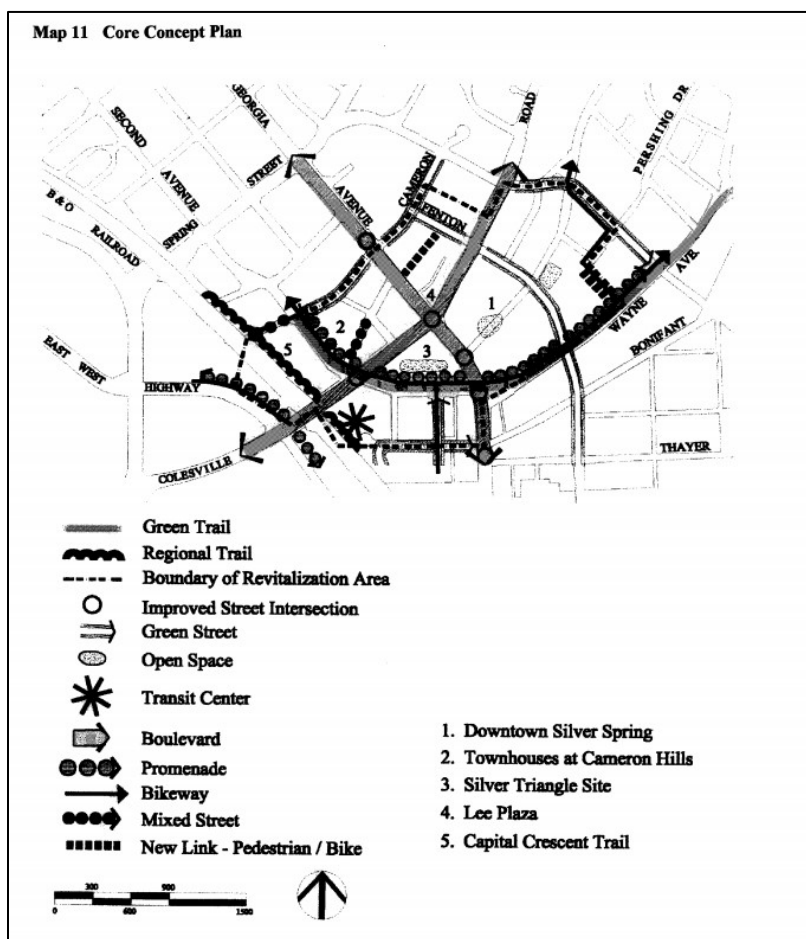 Map 11 Core Concept Plan
GEORGIA
AVENUE
SECOND
AVENUE
SPRING
STREET
B & O
RAILROAD
CAMERON
FENTON
ROAD
PERSHING DR
WAYNE
AVE.
BONIFANT
THAYER
EAST WEST
HIGHWAY
COLESVILLE
1
2
3
4
5
Green Trail
Regional Trail
Boundary of Revitalization Area
Improved Street Intersection
Green Street
Open Space
Transit Center
Boulevard
Promenade
Bikeway
Mixed Street
New Link - Pedestrian / Bike
1. Downtown Silver Spring
2. Townhouses at Cameron Hills
3. Silver Triangle Site
4. Lee Plaza
5. Capital Crescent Trail
300 900
0 600 1500